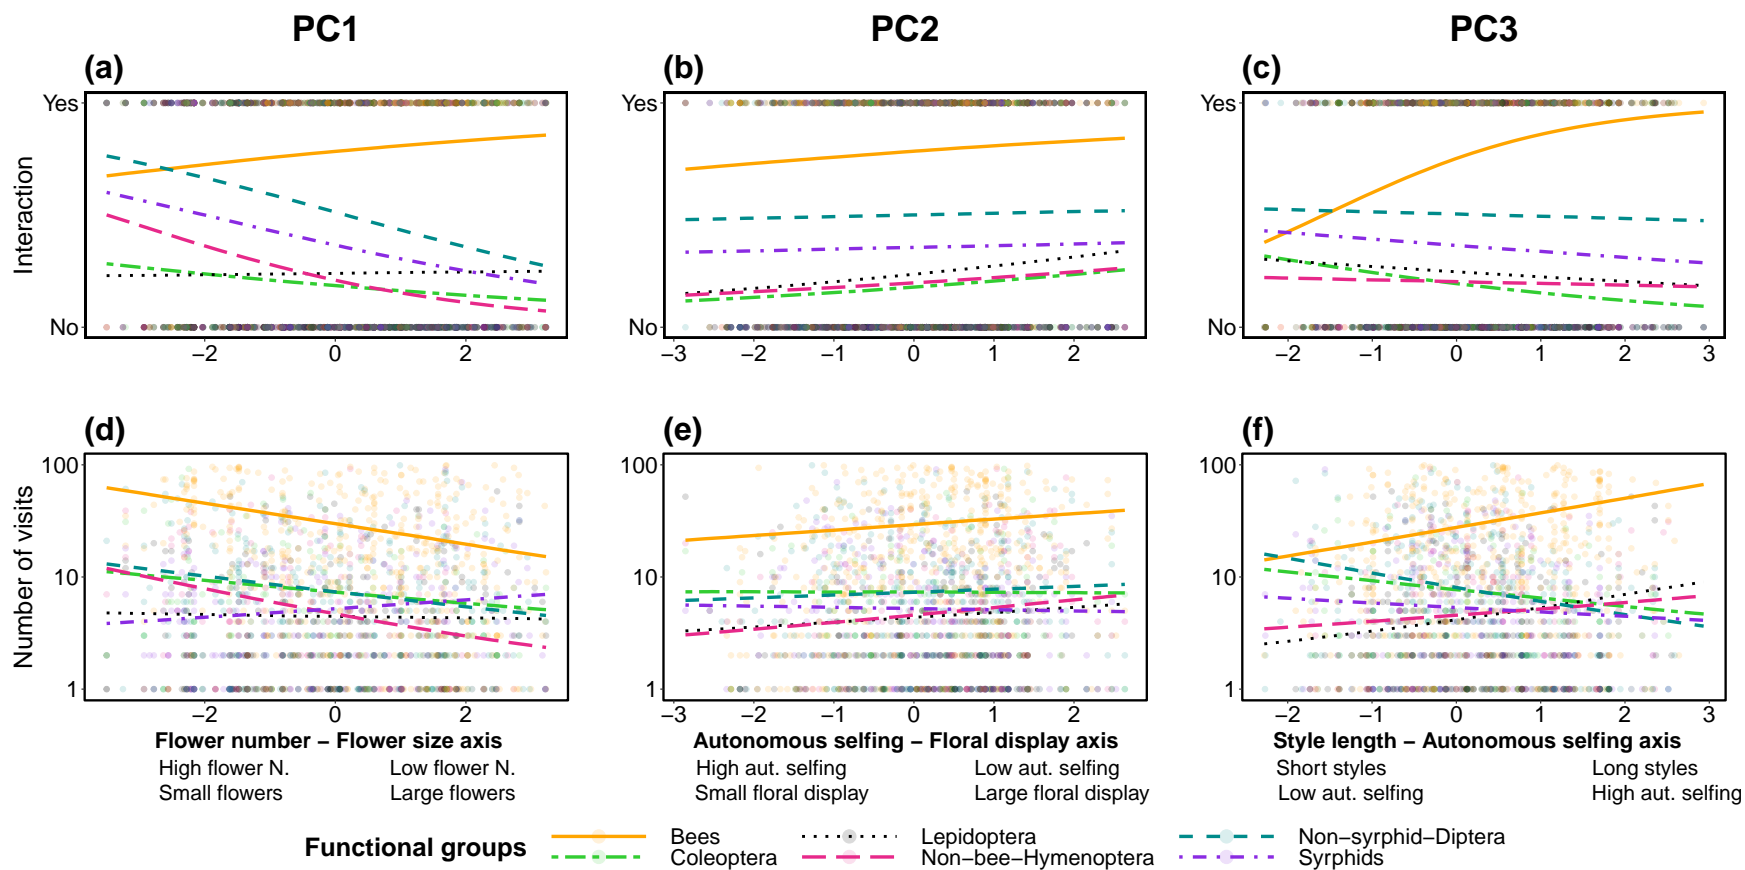 PC1 PC2 PC3
(a) (b) (c)
Yes Yes Yes
Interaction
No No No
−2 0 2 −3 −2 −1 0 1 2 −2 −1 0 1 2 3
(d) (e) (f)
100 100 100
Number of visits
10 10 10
1 1 1
−2 0 2 −3 −2 −1 0 1 2 −2 −1 0 1 2 3
Flower number − Flower size axis Autonomous selfing − Floral display axis Style length − Autonomous selfing axis
High flower N. Low flower N. High aut. selfing Low aut. selfing Short styles Long styles
Small flowers Large flowers Small floral display Large floral display Low aut. selfing High aut. selfing
Functional groups
Bees Lepidoptera Non−syrphid−Diptera
Coleoptera Non−bee−Hymenoptera Syrphids